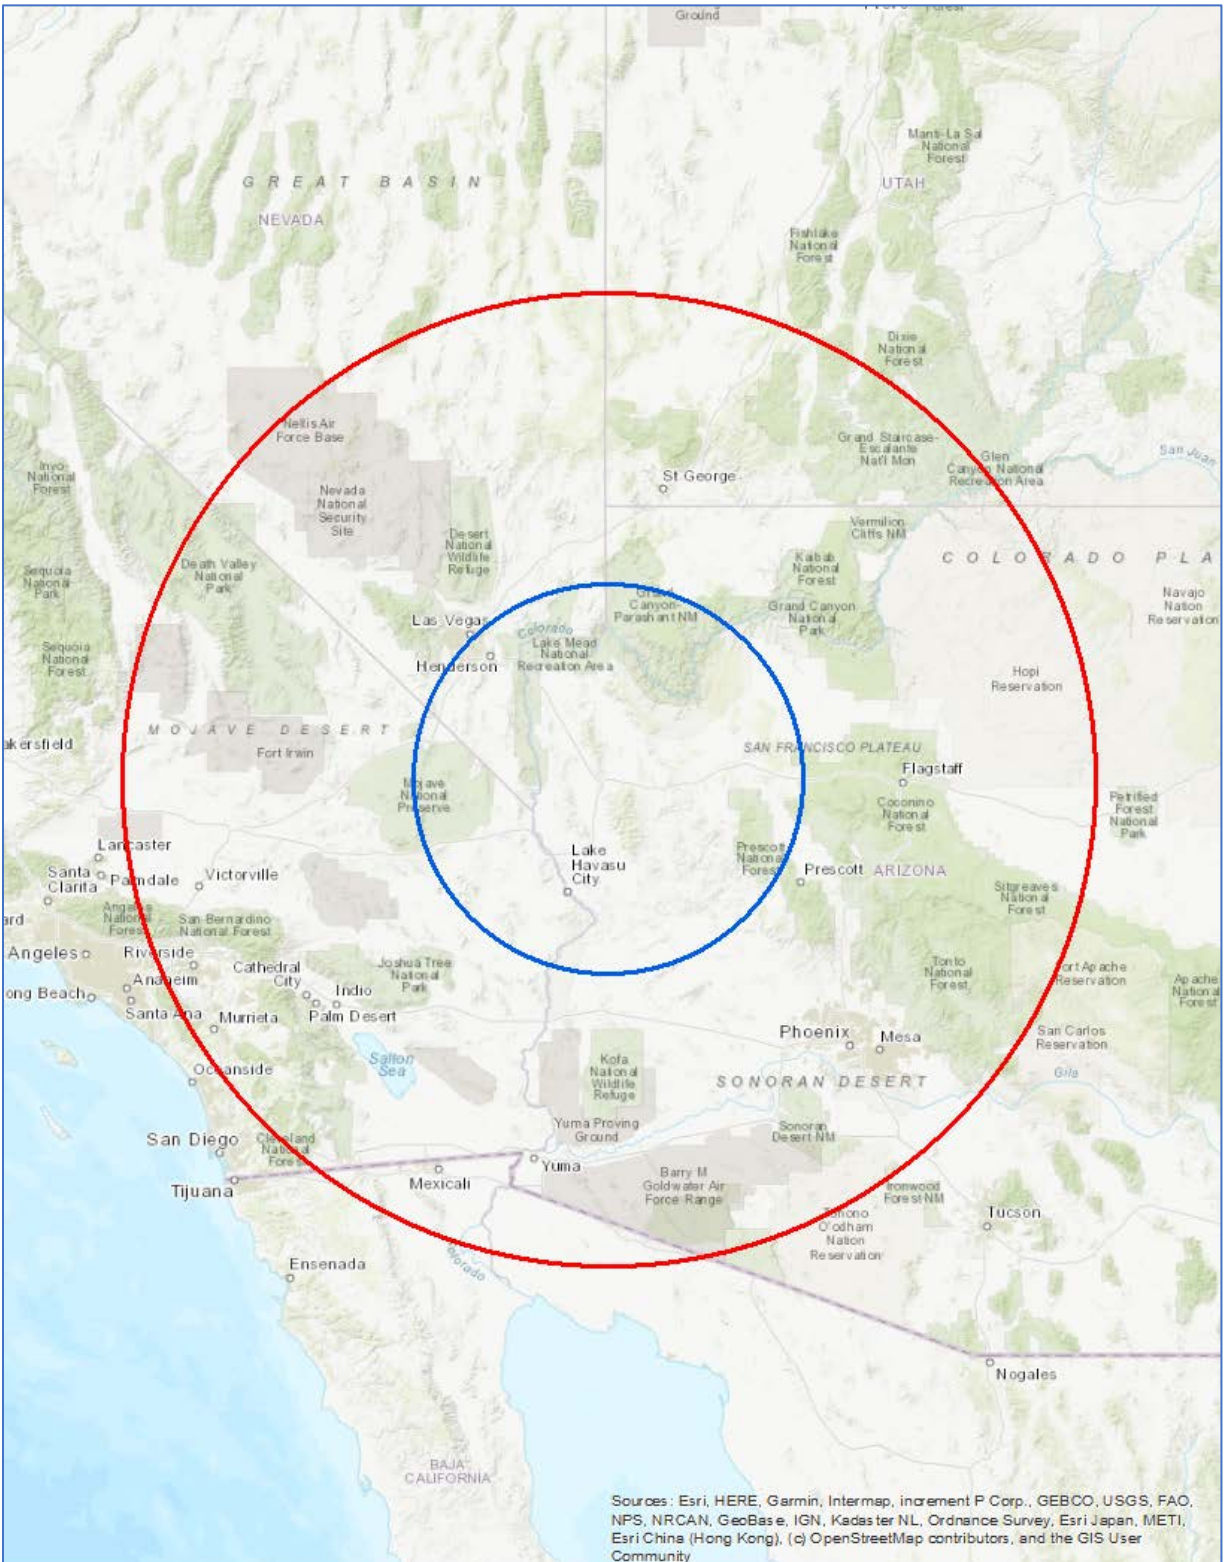 Ground
Manti-La Sal
National
Forest
GREAT BASIN
UTAH
NEVADA
Fishlake
National
Forest
Dixie
National
Forest
Nellis Air
Force Base
Grand Staircase-
Escalante
Nat'l Mon
San Juan
Glen
Canyon National
Recreation Area
Inyo
National
Forest
St George
Nevada
National
Security
Site
Vermilion
Cliffs NM
Desert
National
Wildlife
Refuge
COLORADO PLA
Death Valley
National
Park
Kaibab
National
Forest
Sequoia
National
Park
Navajo
Nation
Reservation
Grand
Canyon-
Parashant NM
Grand Canyon
National
Park
Las Vegas
Colorado
Lake Mead
National
Recreation Area
Sequoia
National
Forest
Henderson
Hopi
Reservation
MOJAVE DESERT
akersfield
Fort Irwin
SAN FRANCISCO PLATEAU
Flagstaff
Mojave
National
Preserve
Coconino
National
Forest
Petrified
Forest
National
Park
Lancaster
Lake
Havasu
City
Prescott
National
Forest
Santa
Clarita
Palmdale
Victorville
Prescott
ARIZONA
Sitgreaves
National
Forest
Angeles
National
Forest
San Bernardino
National Forest
ard
Angeles
Riverside
Cathedral
City
Joshua Tree
National
Park
Tonto
National
Forest
Fort Apache
Reservation
Apache
National
Forest
Anaheim
ong Beach
Indio
Santa Ana
Murrieta
Palm Desert
Phoenix
Mesa
San Carlos
Reservation
Salton
Sea
Kofa
National
Wildlife
Refuge
Oceanside
SONORAN DESERT
Gila
San Diego
Cleveland
National
Forest
Yuma Proving
Ground
Sonoran
Desert NM
Yuma
Tijuana
Mexicali
Barry M
Goldwater Air
Force Range
Ironwood
Forest NM
Tohono
O'odham
Nation
Reservation
Tucson
Ensenada
Colorado
Nogales
BAJA
CALIFORNIA
Sources: Esri, HERE, Garmin, Intermap, increment P Corp., GEBCO, USGS, FAO,
NPS, NRCAN, GeoBase, IGN, Kadaster NL, Ordnance Survey, Esri Japan, METI,
Esri China (Hong Kong), (c) OpenStreetMap contributors, and the GIS User
Community